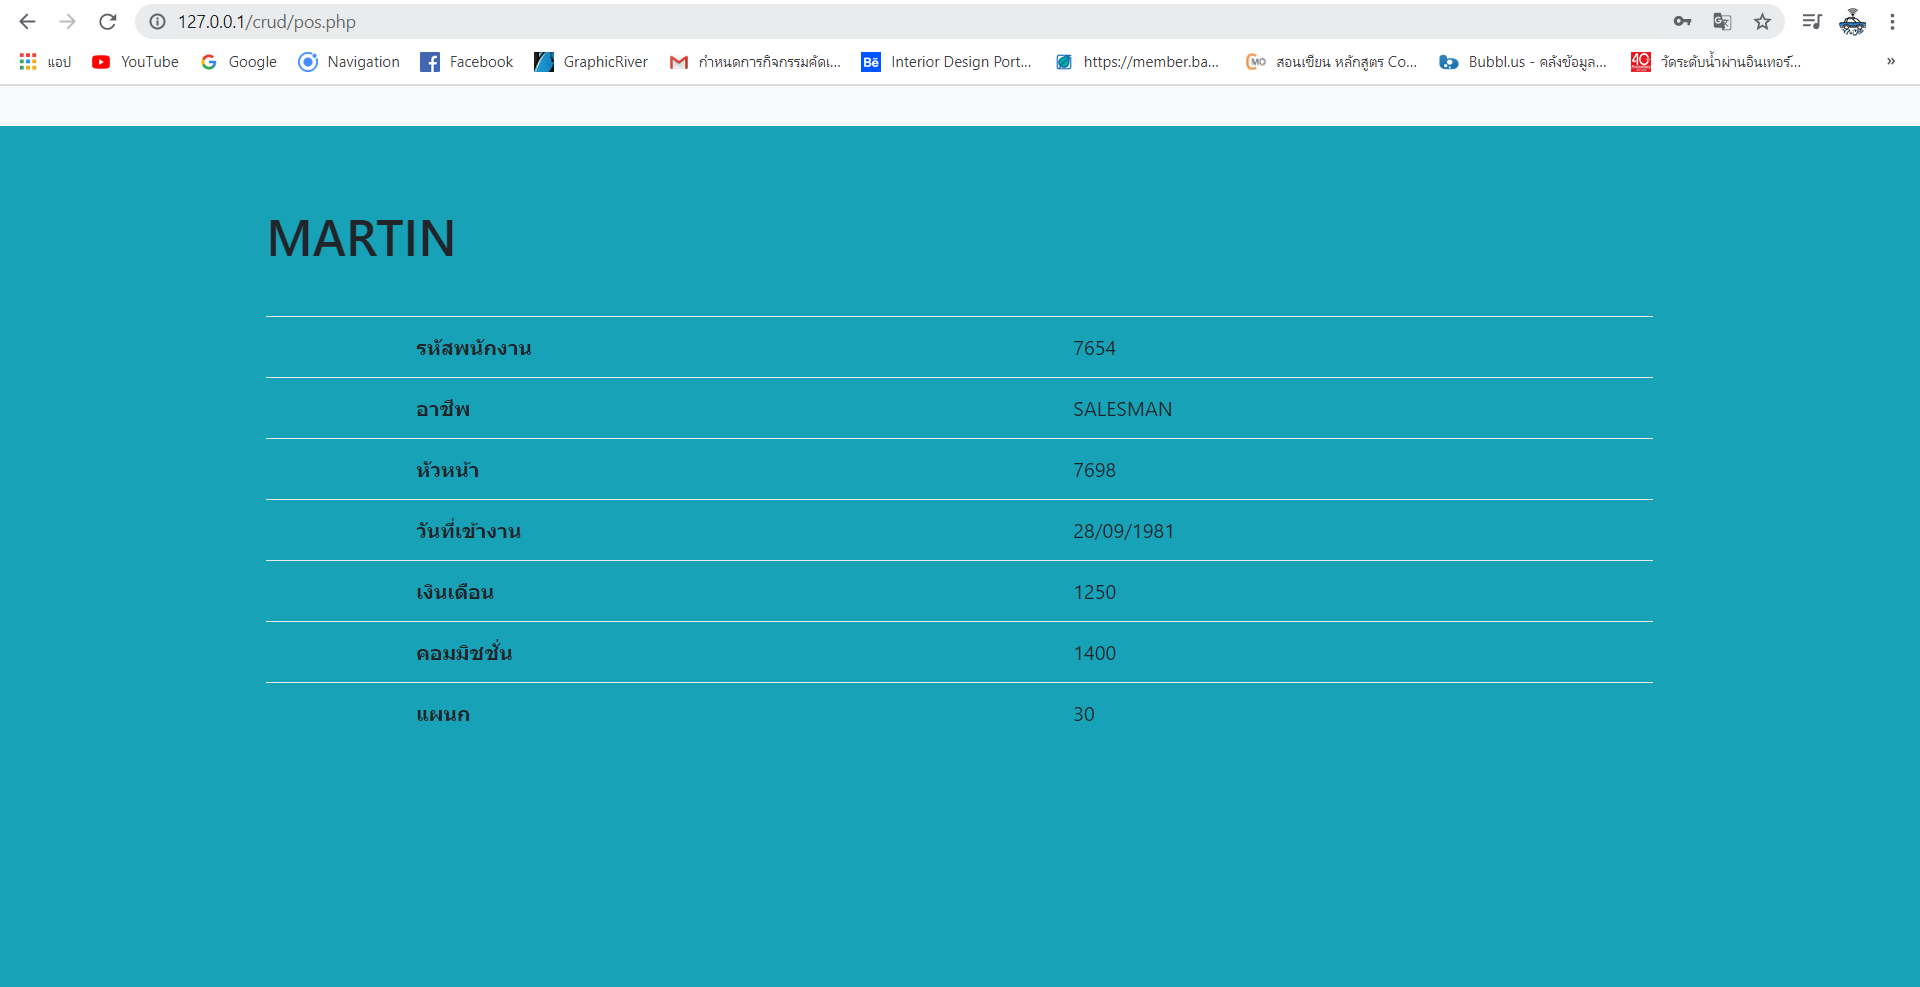 127.0.0.1/crud/pos.php
แอป YouTube Google Navigation Facebook GraphicRiver กำหนดการกิจกรรมคัดเ... Bē Interior Design Port... https://member.ba... สอนเขียน หลักสูตร Co... Bubbl.us - คลังข้อมูล... 40 วัดระดับน้ำผ่านอินเทอร์... »
MARTIN
รหัสพนักงาน 7654
อาชีพ SALESMAN
หัวหน้า 7698
วันที่เข้างาน 28/09/1981
เงินเดือน 1250
คอมมิชชั่น 1400
แผนก 30